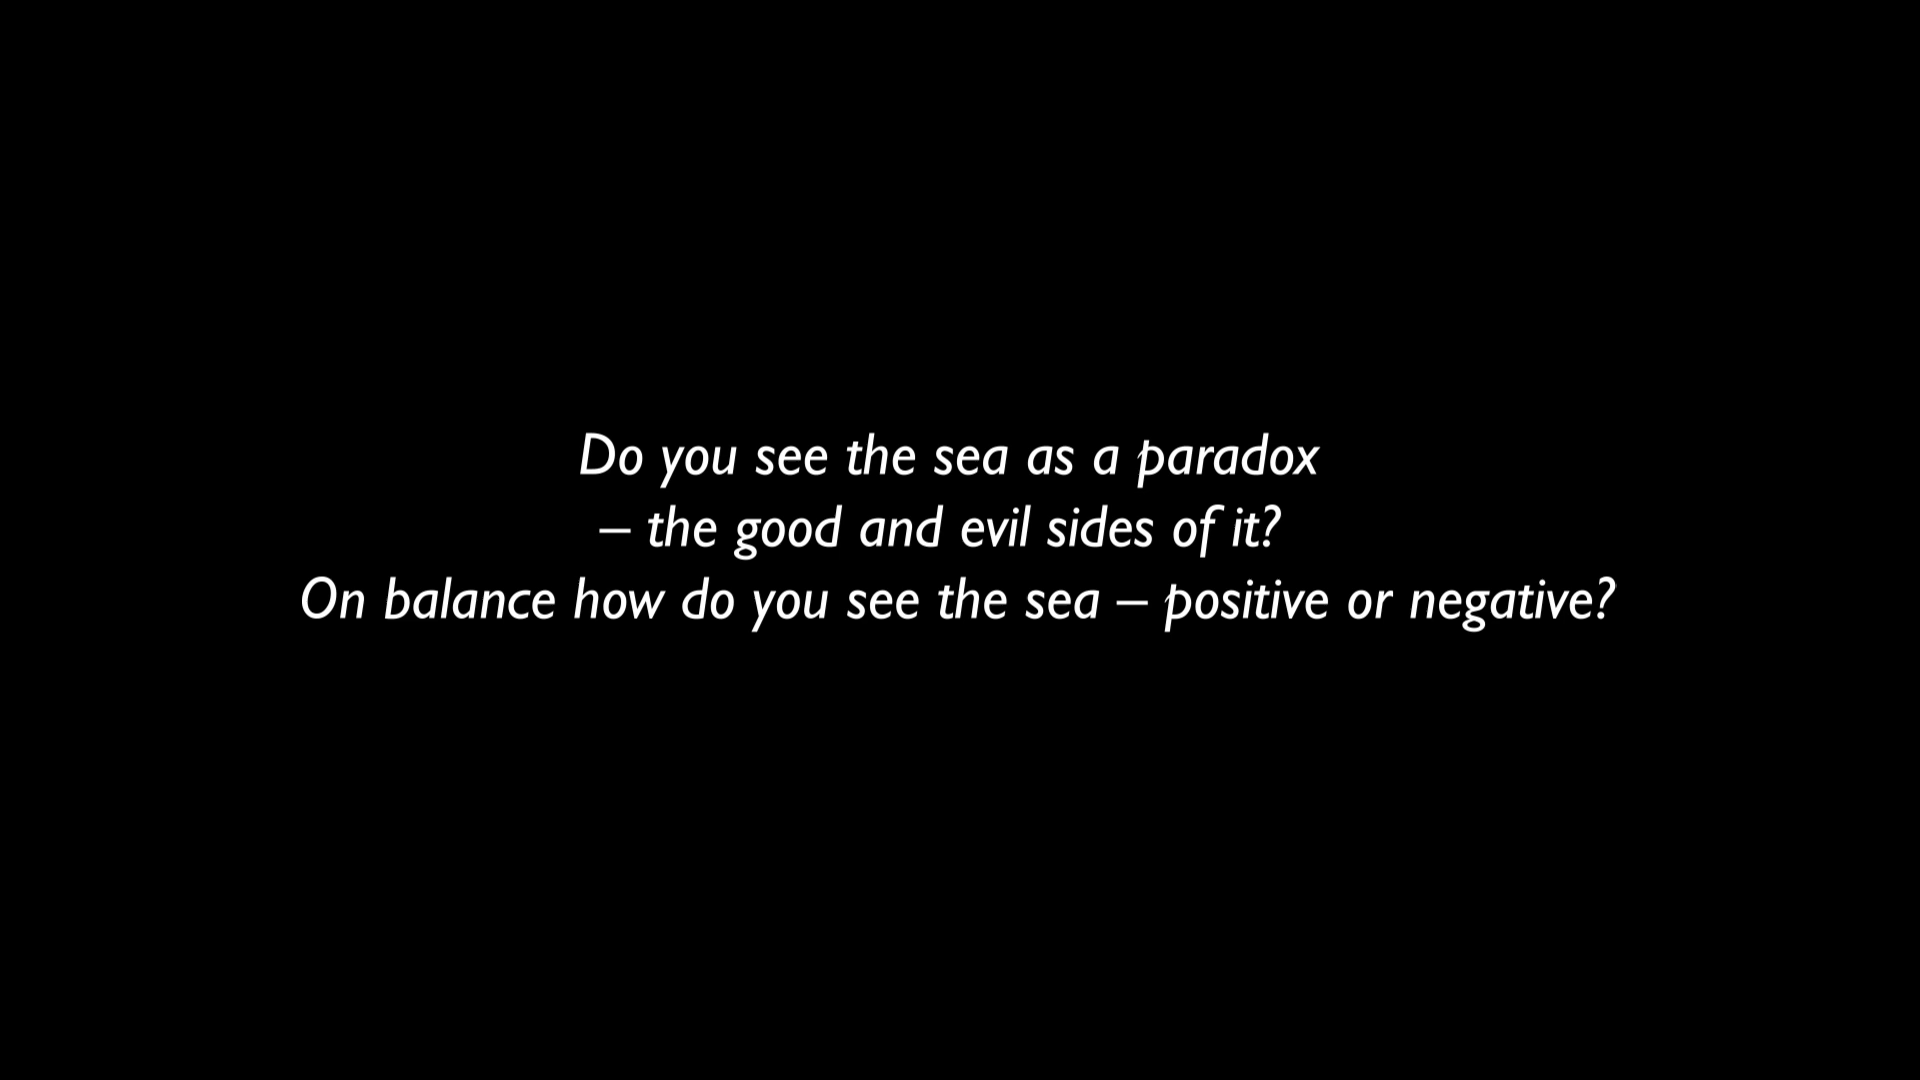 Do you see the sea as a paradox
– the good and evil sides of it?
On balance how do you see the sea – positive or negative?